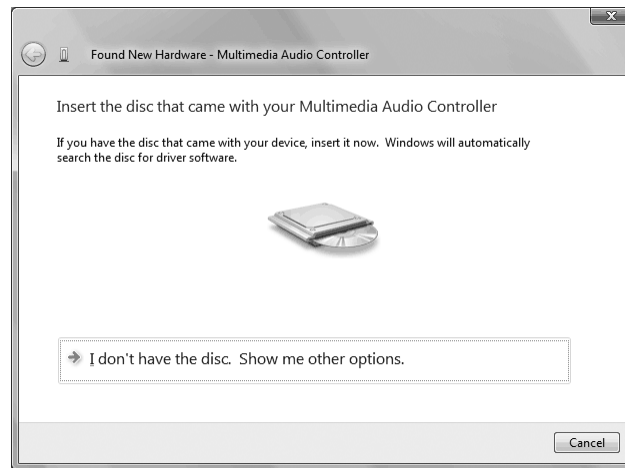 Found New Hardware - Multimedia Audio Controller
Insert the disc that came with your Multimedia Audio Controller
If you have the disc that came with your device, insert it now.  Windows will automatically
search the disc for driver software.
I don't have the disc.  Show me other options.
Cancel